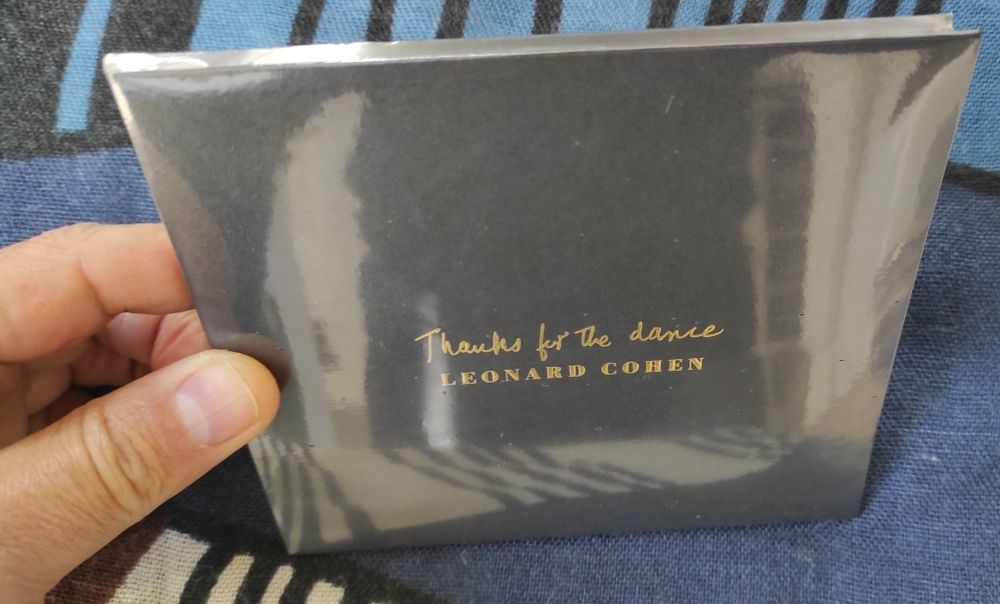 Thanks for the dance
LEONARD COHEN